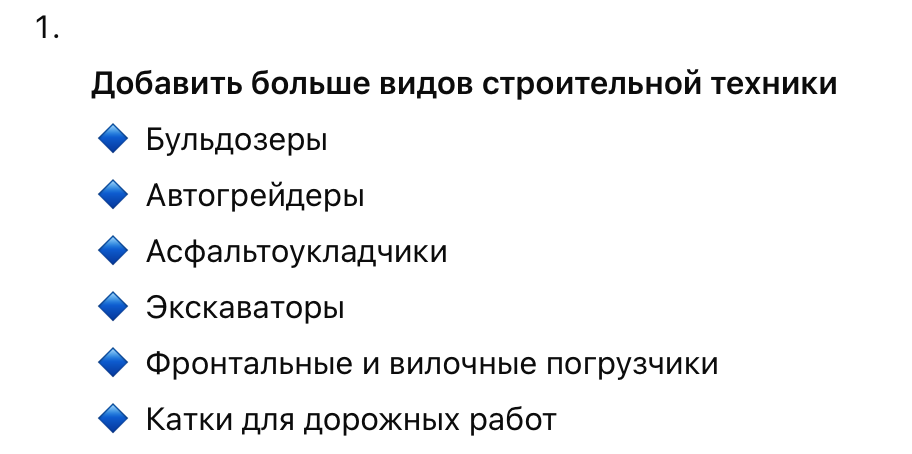 1.
Добавить больше видов строительной техники
🔷 Бульдозеры
🔷 Автогрейдеры
🔷 Асфальтоукладчики
🔷 Экскаваторы
🔷 Фронтальные и вилочные погрузчики
🔷 Катки для дорожных работ